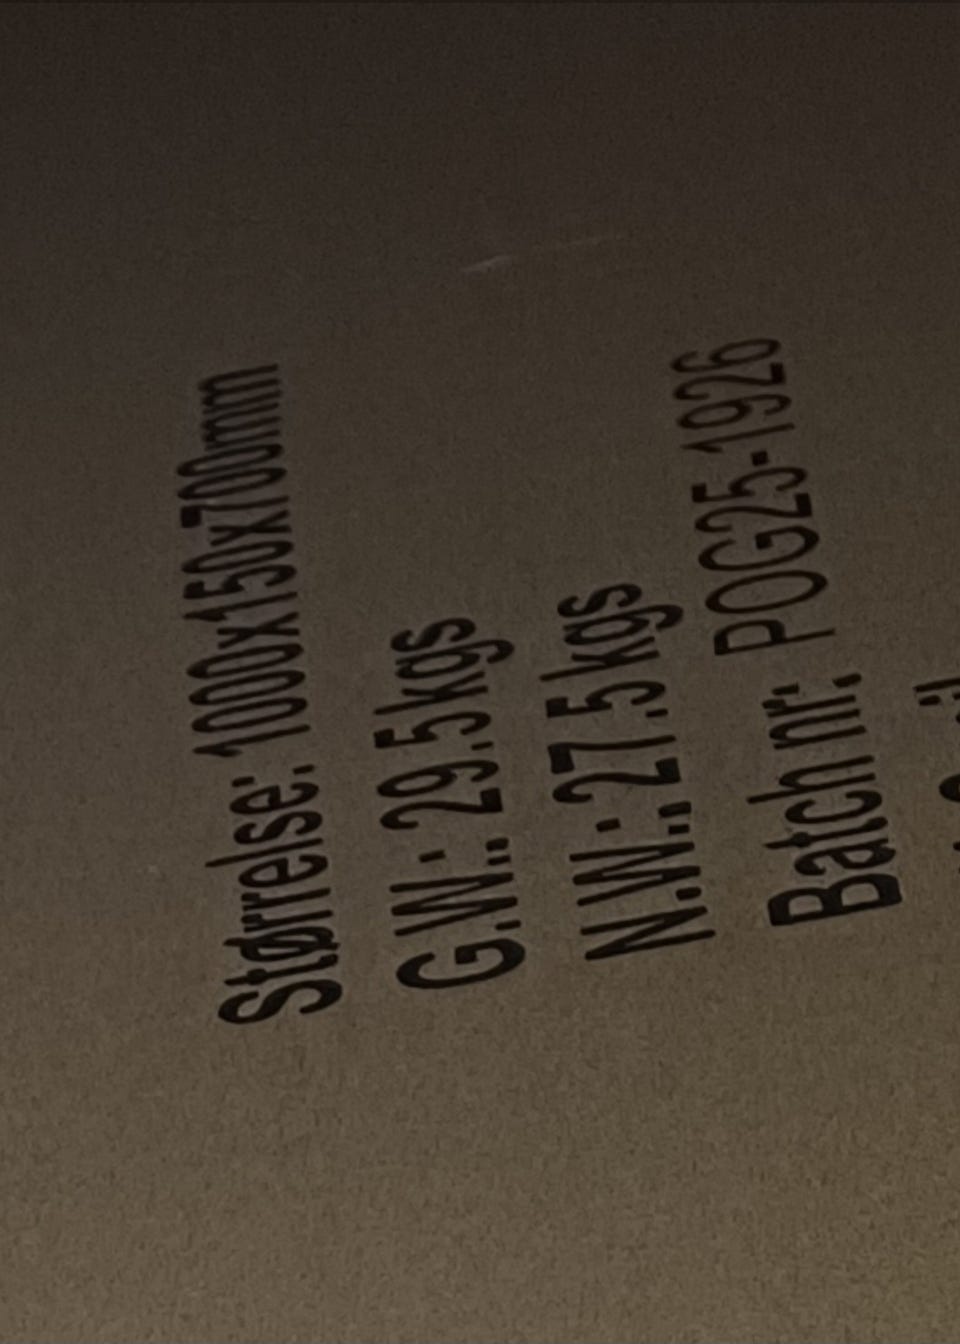 Størrelse: 1000x150x700mm
G.W.: 29.5 kgs
N.W.: 27.5 kgs
Batch nr: POG25-1926